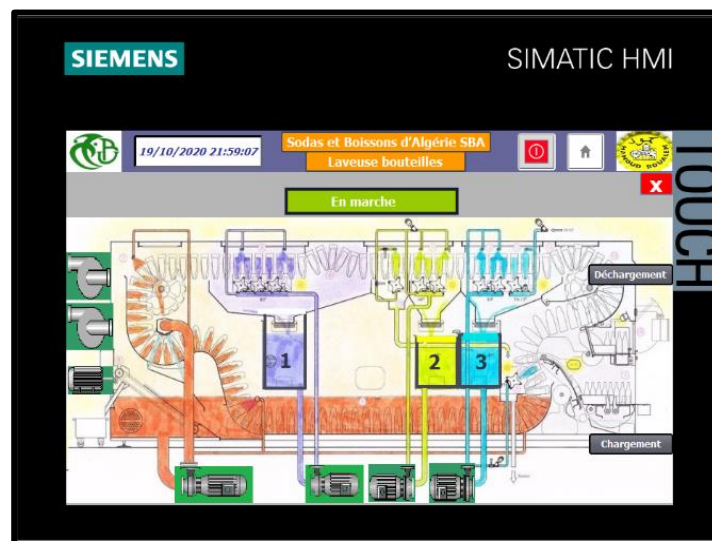 SIEMENS
SIMATIC HMI
TOUCH
19/10/2020 21:59:07
Sodas et Boissons d'Algérie SBA
Laveuse bouteilles
X
En marche
Déchargement
1
2
3
Chargement